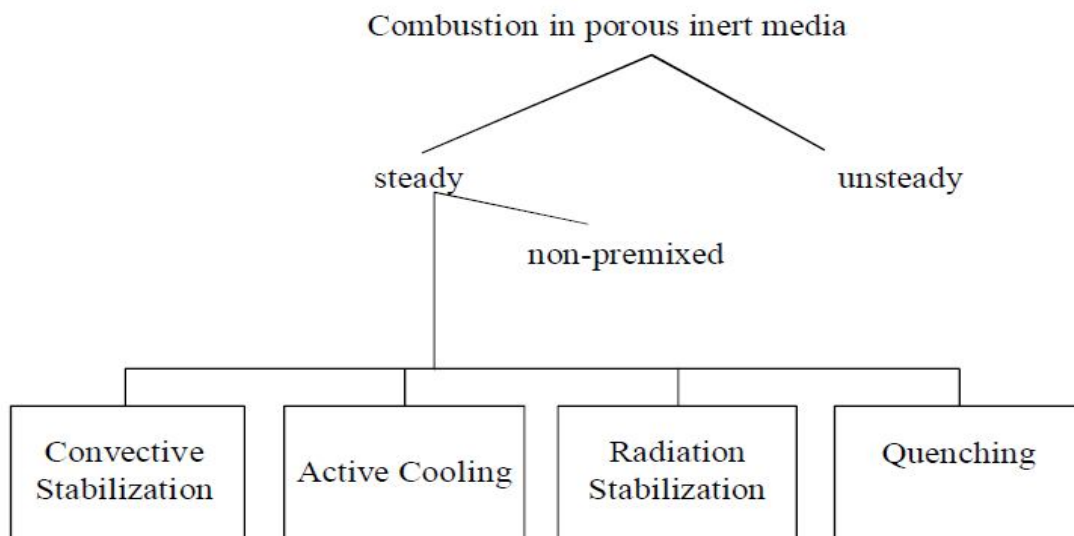 Combustion in porous inert media
steady
unsteady
non-premixed
Convective
Stabilization
Active Cooling
Radiation
Stabilization
Quenching